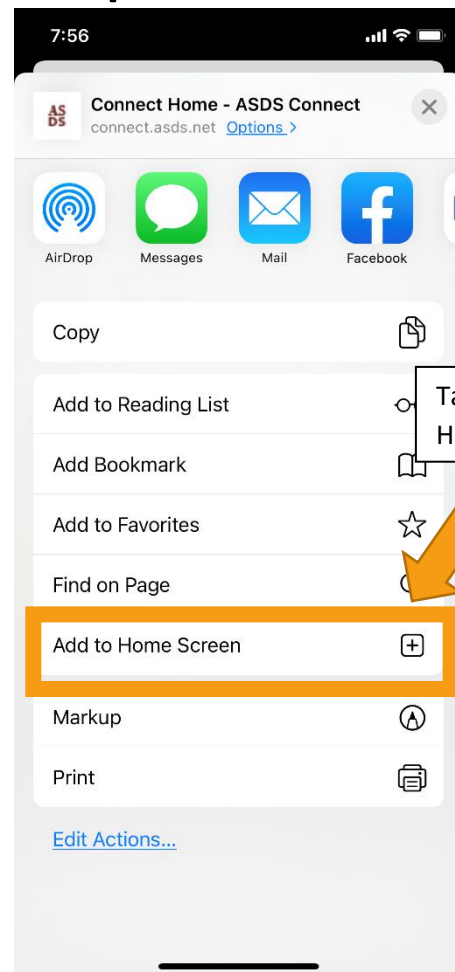 7:56
AS
DS
Connect Home - ASDS Connect
connect.asds.net Options >
AirDrop
Messages
Mail
Facebook
Copy
Add to Reading List
Add Bookmark
Add to Favorites
Find on Page
Add to Home Screen
Markup
Print
Edit Actions...